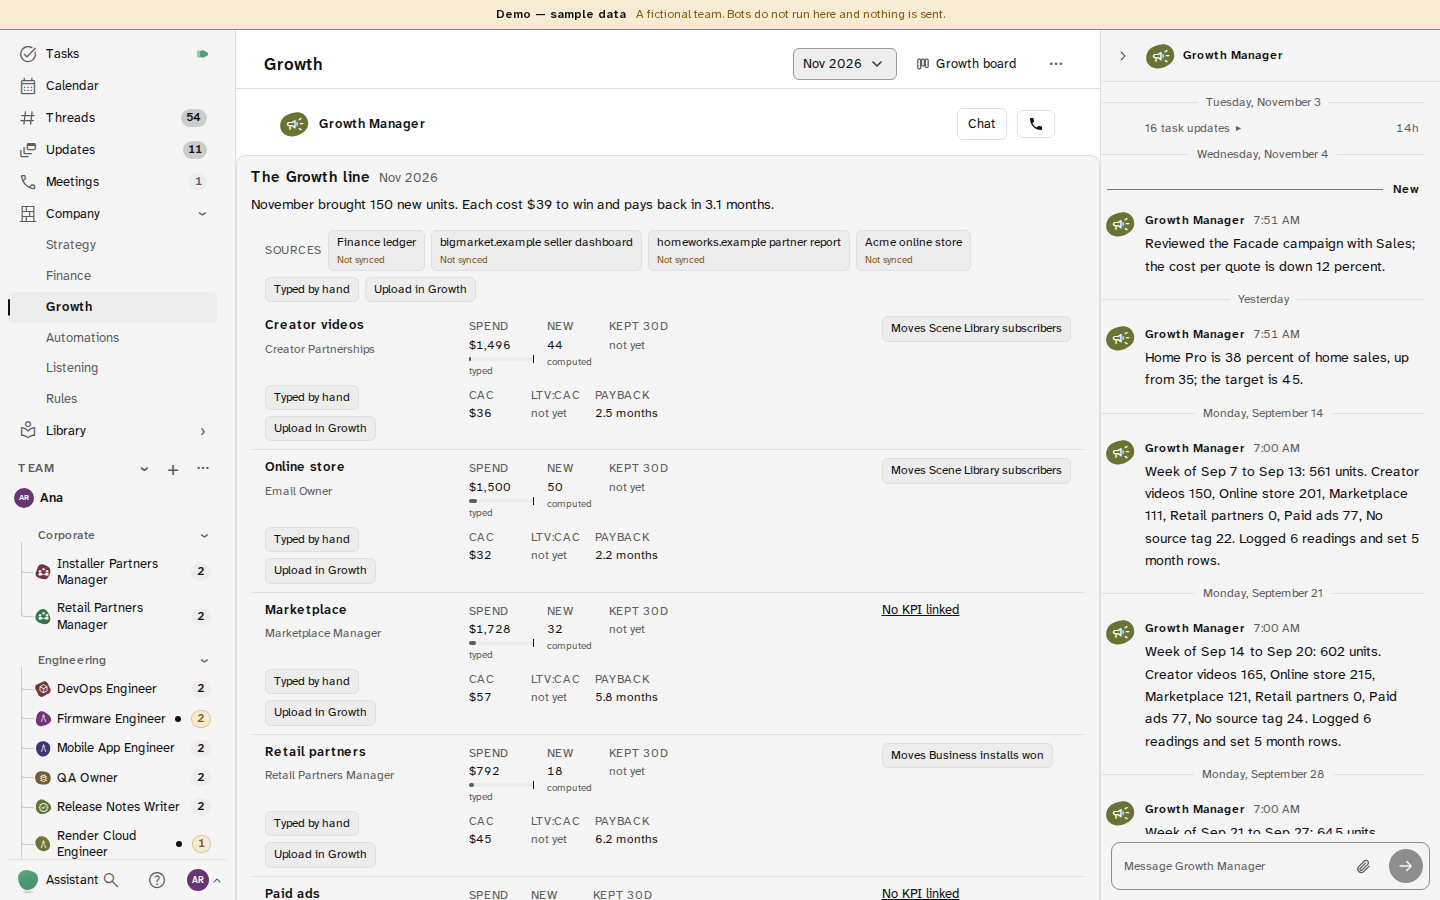 Demo — sample data A fictional team. Bots do not run here and nothing is sent.
Tasks
Calendar
Threads 54
Updates 11
Meetings 1
Company
Strategy
Finance
Growth
Automations
Listening
Rules
Library
TEAM
AR Ana
Corporate
Installer Partners
Manager 2
Retail Partners
Manager 2
Engineering
DevOps Engineer 2
Firmware Engineer 2
Mobile App Engineer 2
QA Owner 2
Release Notes Writer 2
Render Cloud
Engineer 1
Assistant AR
Growth
Nov 2026
Growth board
Growth Manager
Chat
The Growth line Nov 2026
November brought 150 new units. Each cost $39 to win and pays back in 3.1 months.
SOURCES
Finance ledger
Not synced
bigmarket.example seller dashboard
Not synced
homeworks.example partner report
Not synced
Acme online store
Not synced
Typed by hand
Upload in Growth
Creator videos
Creator Partnerships
SPEND NEW KEPT 30D
$1,496 44 not yet
computed
typed
Moves Scene Library subscribers
Typed by hand
Upload in Growth
CAC LTV:CAC PAYBACK
$36 not yet 2.5 months
Online store
Email Owner
SPEND NEW KEPT 30D
$1,500 50 not yet
computed
typed
Moves Scene Library subscribers
Typed by hand
Upload in Growth
CAC LTV:CAC PAYBACK
$32 not yet 2.2 months
Marketplace
Marketplace Manager
SPEND NEW KEPT 30D
$1,728 32 not yet
computed
typed
No KPI linked
Typed by hand
Upload in Growth
CAC LTV:CAC PAYBACK
$57 not yet 5.8 months
Retail partners
Retail Partners Manager
SPEND NEW KEPT 30D
$792 18 not yet
computed
typed
Moves Business installs won
Typed by hand
Upload in Growth
CAC LTV:CAC PAYBACK
$45 not yet 6.2 months
Paid ads
SPEND NEW KEPT 30D
No KPI linked
Growth Manager
Tuesday, November 3
16 task updates 14h
Wednesday, November 4
New
Growth Manager 7:51 AM
Reviewed the Facade campaign with Sales;
the cost per quote is down 12 percent.
Yesterday
Growth Manager 7:51 AM
Home Pro is 38 percent of home sales, up
from 35; the target is 45.
Monday, September 14
Growth Manager 7:00 AM
Week of Sep 7 to Sep 13: 561 units. Creator
videos 150, Online store 201, Marketplace
111, Retail partners 0, Paid ads 77, No
source tag 22. Logged 6 readings and set 5
month rows.
Monday, September 21
Growth Manager 7:00 AM
Week of Sep 14 to Sep 20: 602 units.
Creator videos 165, Online store 215,
Marketplace 121, Retail partners 0, Paid
ads 77, No source tag 24. Logged 6
readings and set 5 month rows.
Monday, September 28
Growth Manager 7:00 AM
Week of Sep 21 to Sep 27: 645 units.
Message Growth Manager